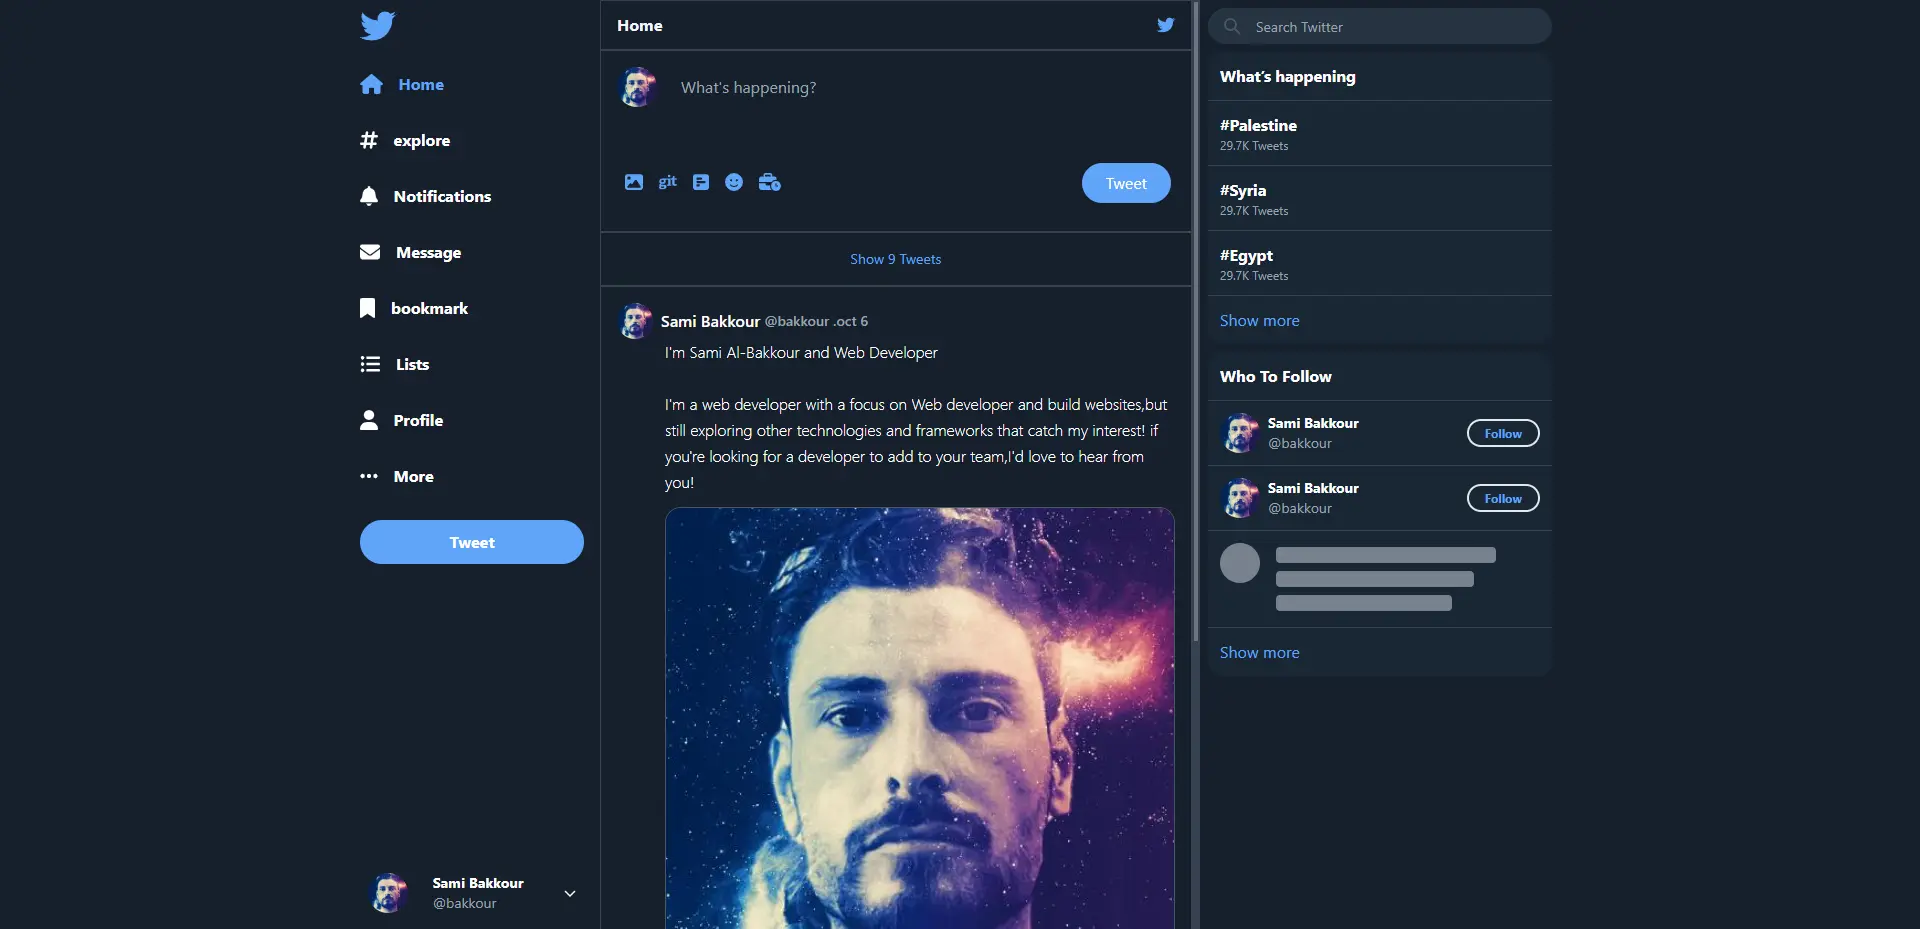 Home
explore
Notifications
Message
bookmark
Lists
Profile
More
Tweet
Sami Bakkour
@bakkour
Home
What's happening?
git
Tweet
Show 9 Tweets
Sami Bakkour @bakkour .oct 6
I'm Sami Al-Bakkour and Web Developer
I'm a web developer with a focus on Web developer and build websites,but
still exploring other technologies and frameworks that catch my interest! if
you're looking for a developer to add to your team,I'd love to hear from
you!
Search Twitter
What's happening
#Palestine
29.7K Tweets
#Syria
29.7K Tweets
#Egypt
29.7K Tweets
Show more
Who To Follow
Sami Bakkour
@bakkour
Follow
Sami Bakkour
@bakkour
Follow
Show more